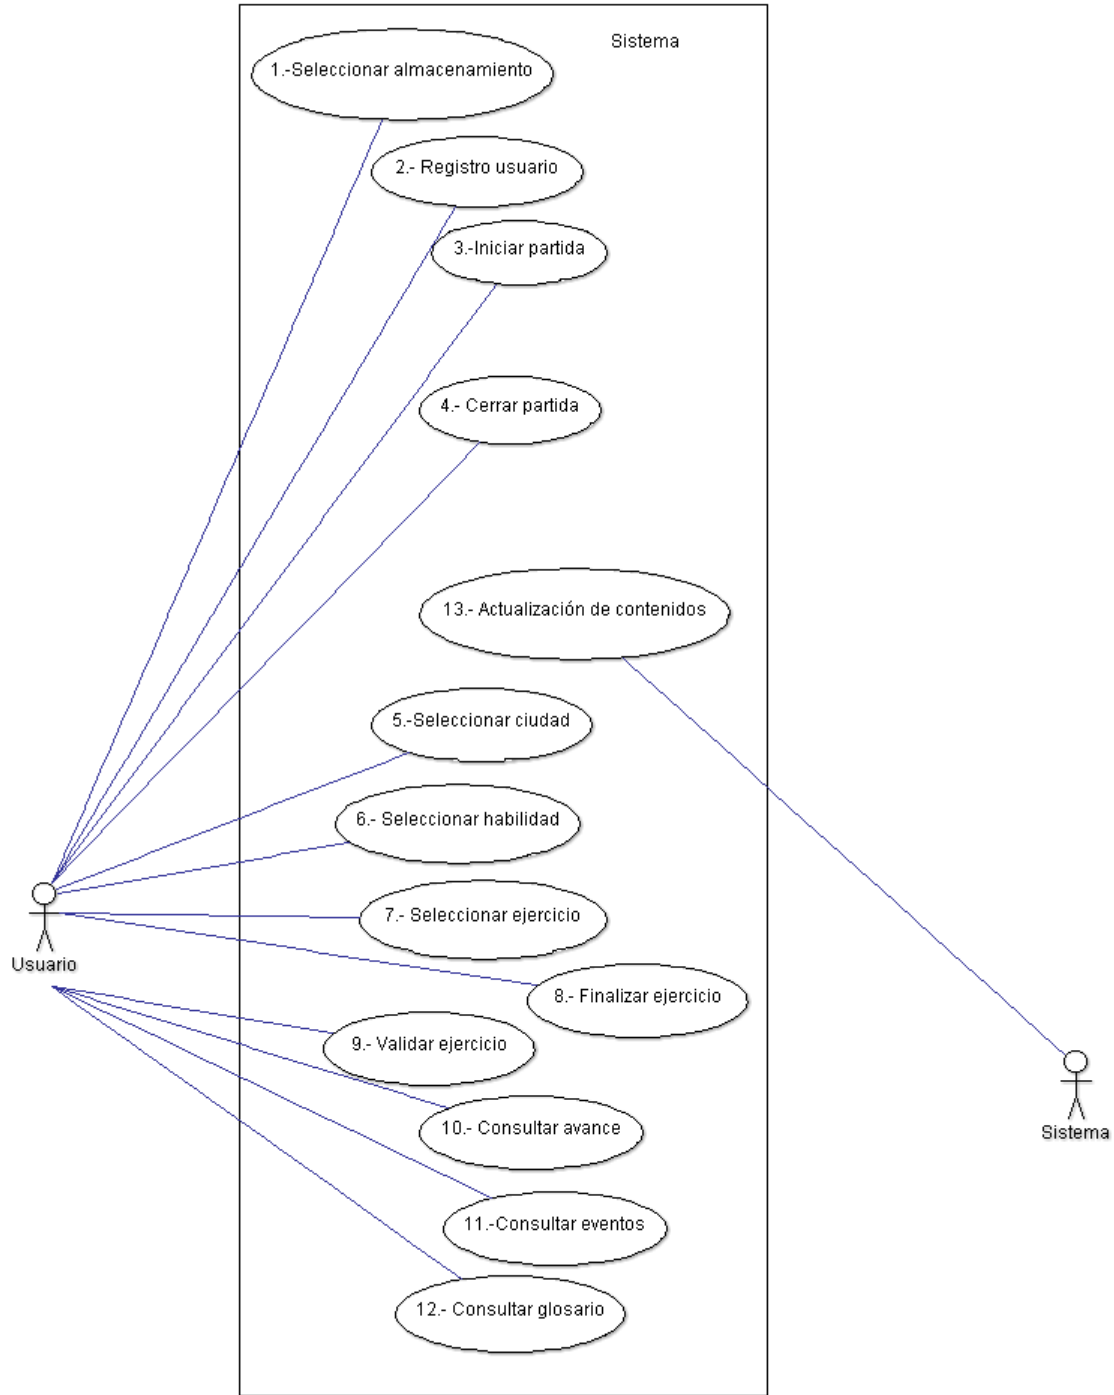 Sistema
1.-Seleccionar almacenamiento
2.- Registro usuario
3.-Iniciar partida
4.- Cerrar partida
13.- Actualización de contenidos
5.-Seleccionar ciudad
6.- Seleccionar habilidad
7.- Seleccionar ejercicio
Usuario
8.- Finalizar ejercicio
9.- Validar ejercicio
10.- Consultar avance
Sistema
11.-Consultar eventos
12.- Consultar glosario